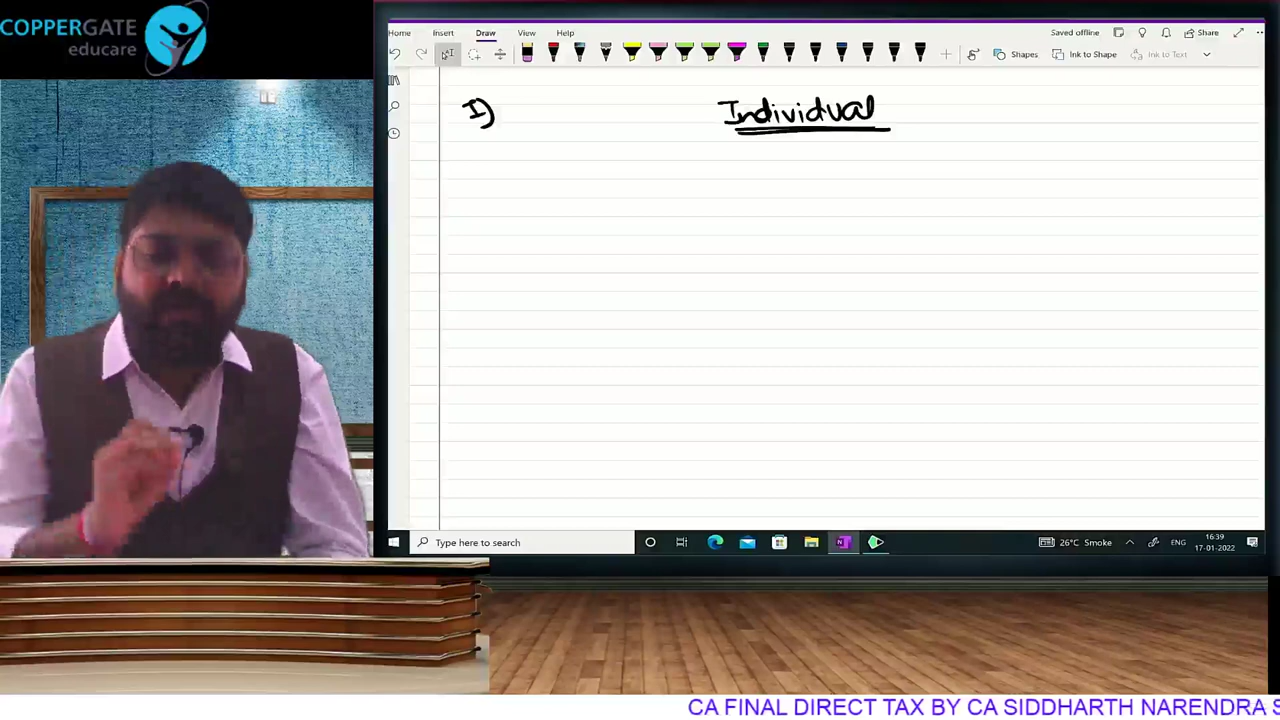 COPPERGATE
educare
Home Insert Draw View Help
Saved offline
Share
Shapes
Ink to Shape
Ink to Text
I) Individual
Type here to search
26°C Smoke
ENG
16:39
17-01-2022
CA FINAL DIRECT TAX BY CA SIDDHARTH NARENDRA S